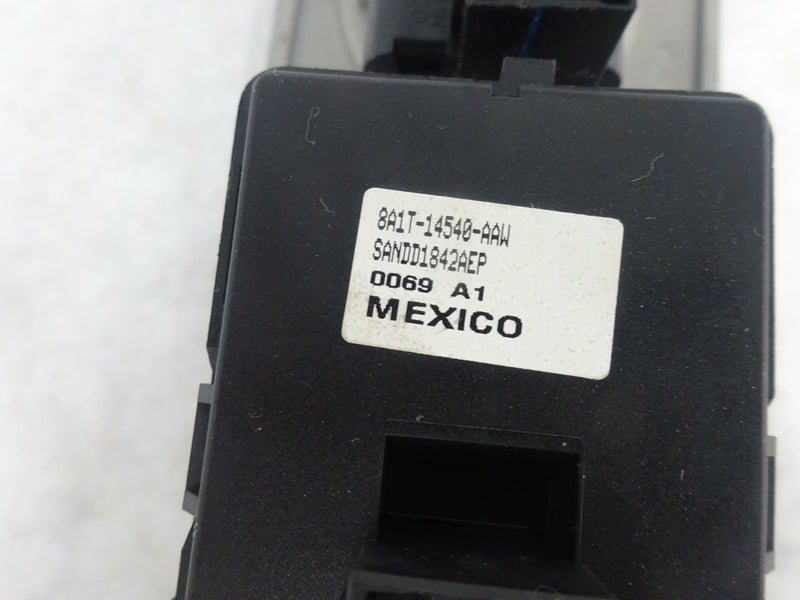 8A1T-14540-AAW
SANDD1842AEP
0069 A1
MEXICO